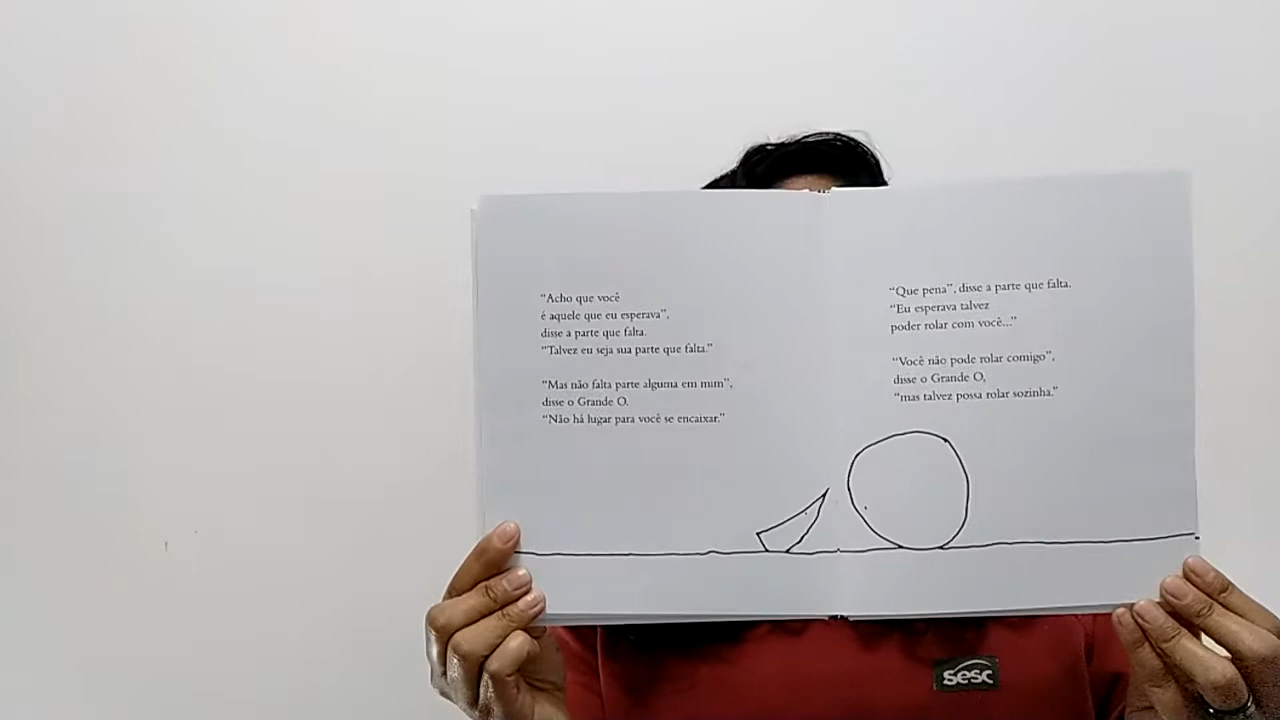 “Acho que você
é aquele que eu esperava”,
disse a parte que falta.
“Talvez eu seja sua parte que falta.”
“Mas não falta parte alguma em mim”,
disse o Grande O.
“Não há lugar para você se encaixar.”
“Que pena”, disse a parte que falta.
“Eu esperava talvez
poder rolar com você...”
“Você não pode rolar comigo”,
disse o Grande O,
“mas talvez possa rolar sozinha.”
sesc